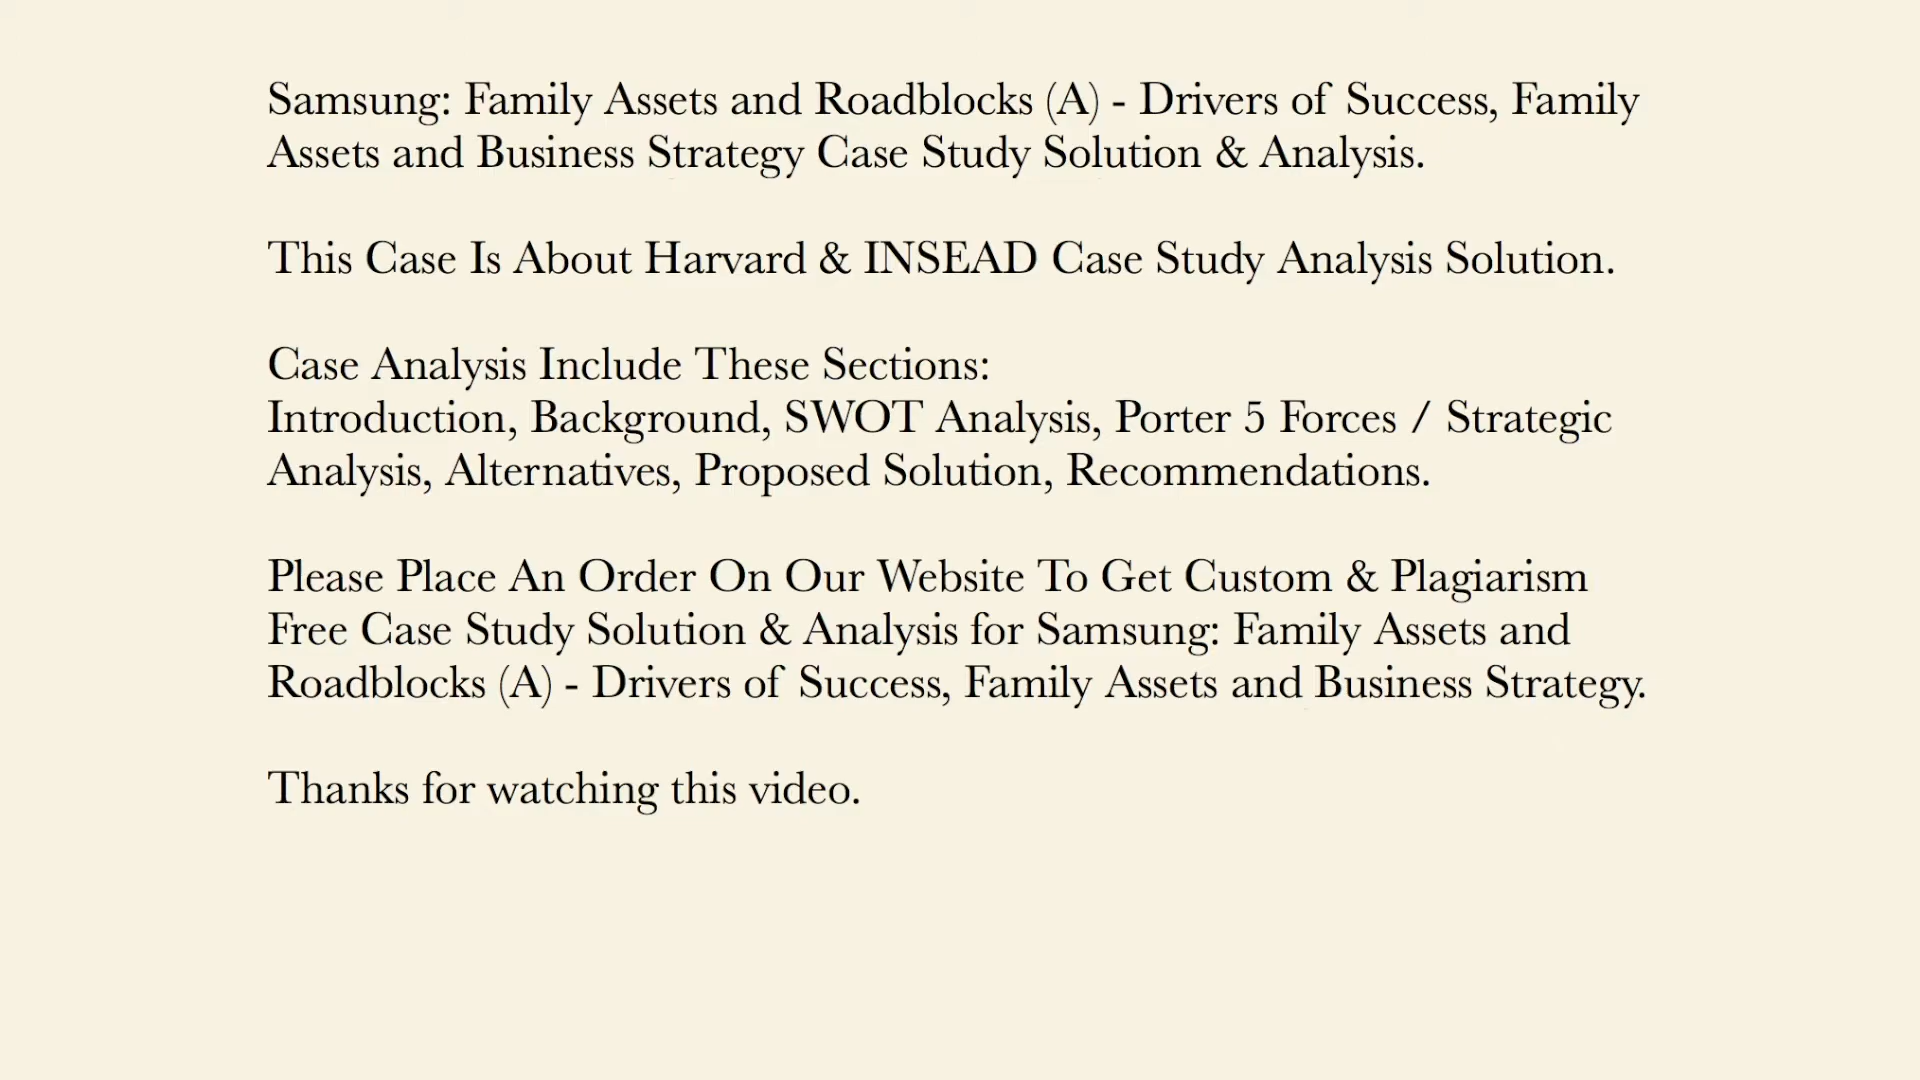 Samsung: Family Assets and Roadblocks (A) - Drivers of Success, Family
Assets and Business Strategy Case Study Solution & Analysis.
This Case Is About Harvard & INSEAD Case Study Analysis Solution.
Case Analysis Include These Sections:
Introduction, Background, SWOT Analysis, Porter 5 Forces / Strategic
Analysis, Alternatives, Proposed Solution, Recommendations.
Please Place An Order On Our Website To Get Custom & Plagiarism
Free Case Study Solution & Analysis for Samsung: Family Assets and
Roadblocks (A) - Drivers of Success, Family Assets and Business Strategy.
Thanks for watching this video.